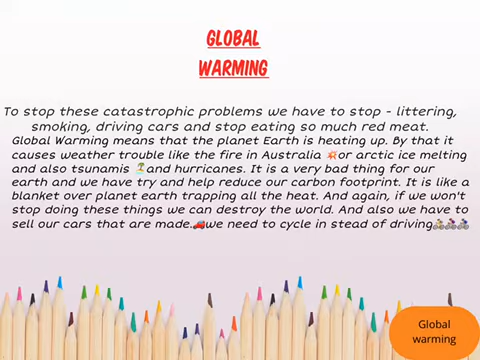 GLOBAL
WARMING
To stop these catastrophic problems we have to stop - littering,
smoking, driving cars and stop eating so much red meat.
Global Warming means that the planet Earth is heating up. By that it
causes weather trouble like the fire in Australia 💥or arctic ice melting
and also tsunamis 🏝️and hurricanes. It is a very bad thing for our
earth and we have try and help reduce our carbon footprint. It is like a
blanket over planet earth trapping all the heat. And again, if we won't
stop doing these things we can destroy the world. And also we have to
sell our cars that are made.🚗we need to cycle in stead of driving🚴🚴🚴
Global
warming